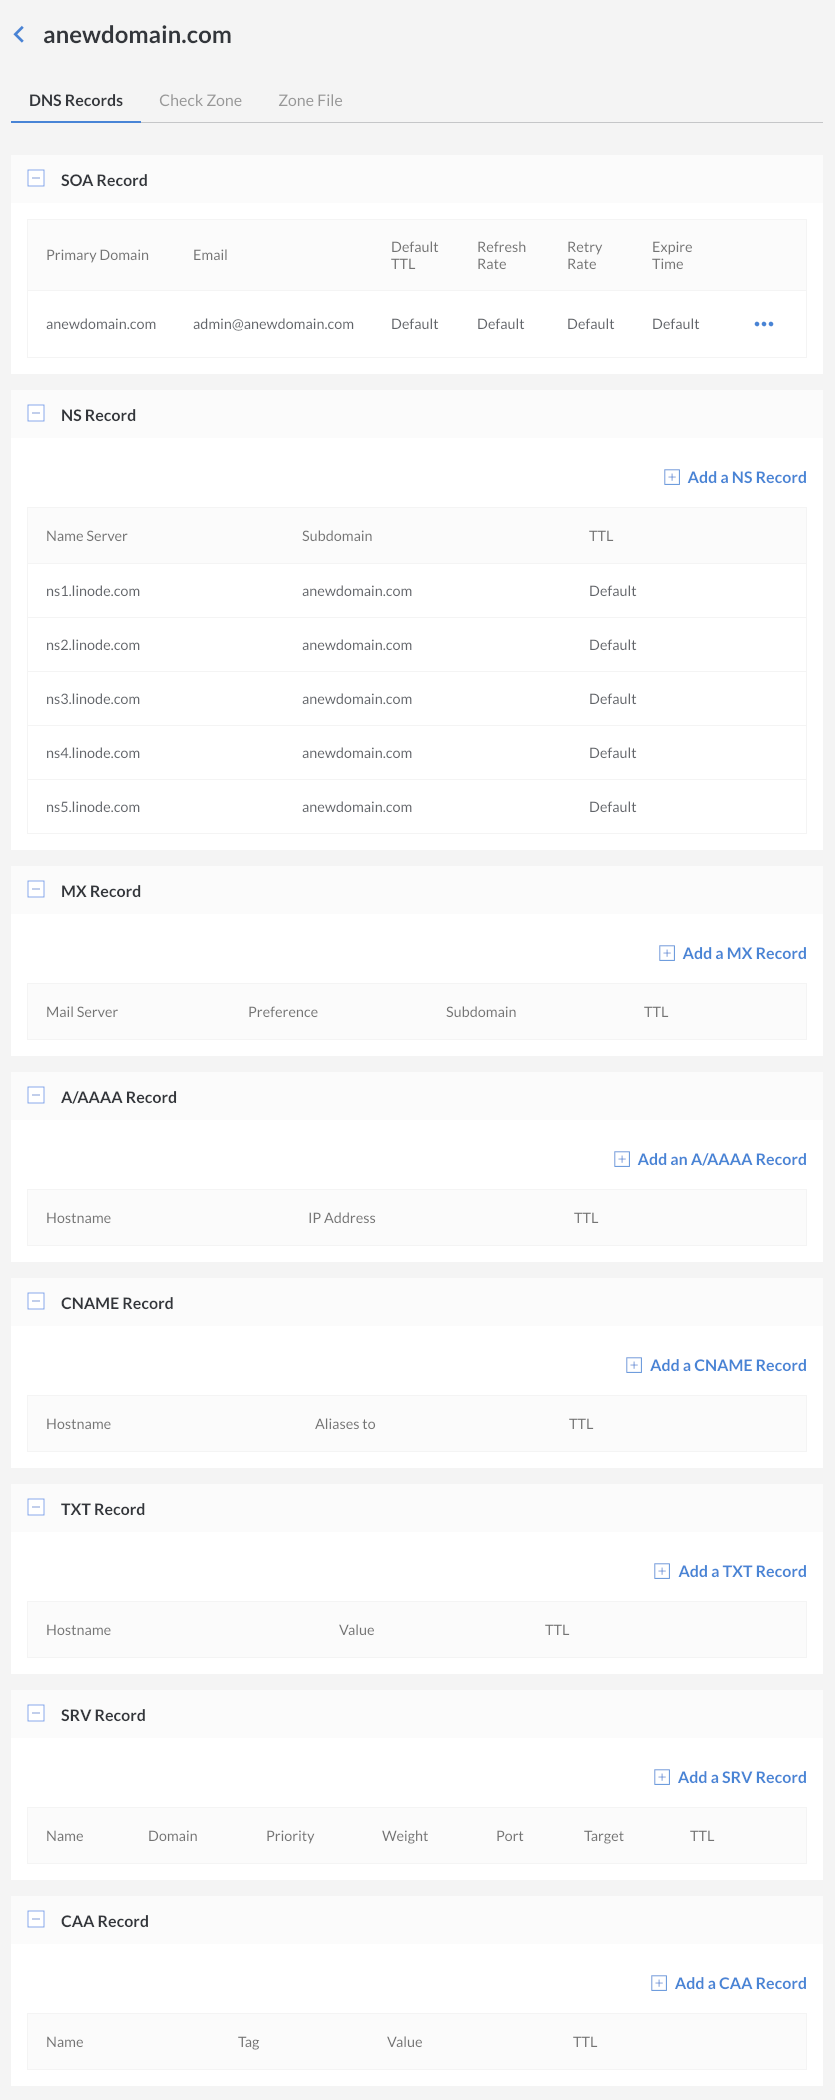 anewdomain.com
DNS Records Check Zone Zone File
SOA Record
Primary Domain Email Default TTL Refresh Rate Retry Rate Expire Time
anewdomain.com admin@anewdomain.com Default Default Default Default
NS Record
Add a NS Record
Name Server Subdomain TTL
ns1.linode.com anewdomain.com Default
ns2.linode.com anewdomain.com Default
ns3.linode.com anewdomain.com Default
ns4.linode.com anewdomain.com Default
ns5.linode.com anewdomain.com Default
MX Record
Add a MX Record
Mail Server Preference Subdomain TTL
A/AAAA Record
Add an A/AAAA Record
Hostname IP Address TTL
CNAME Record
Add a CNAME Record
Hostname Aliases to TTL
TXT Record
Add a TXT Record
Hostname Value TTL
SRV Record
Add a SRV Record
Name Domain Priority Weight Port Target TTL
CAA Record
Add a CAA Record
Name Tag Value TTL